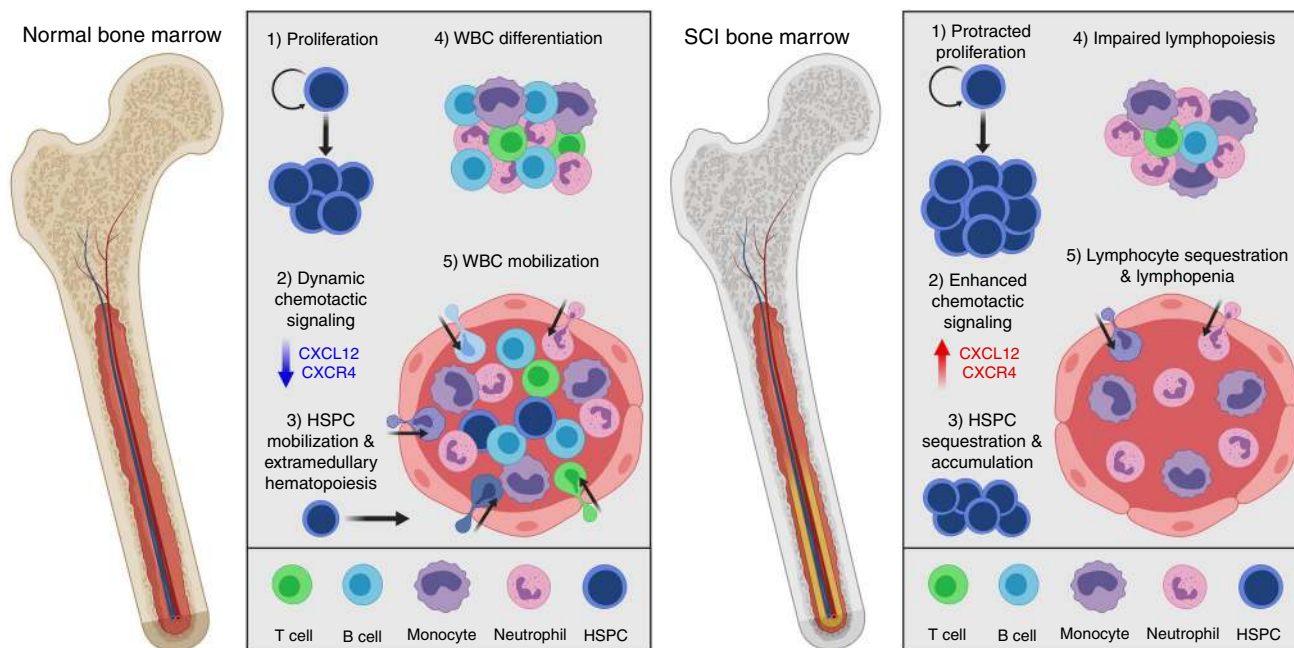 Normal bone marrow
1) Proliferation
4) WBC differentiation
2) Dynamic
chemotactic
signaling
CXCL12
CXCR4
3) HSPC
mobilization &
extramedullary
hematopoiesis
5) WBC mobilization
T cell
B cell
Monocyte
Neutrophil
HSPC
SCI bone marrow
1) Protracted
proliferation
4) Impaired lymphopoiesis
2) Enhanced
chemotactic
signaling
CXCL12
CXCR4
3) HSPC
sequestration &
accumulation
5) Lymphocyte sequestration
& lymphopenia
T cell
B cell
Monocyte
Neutrophil
HSPC